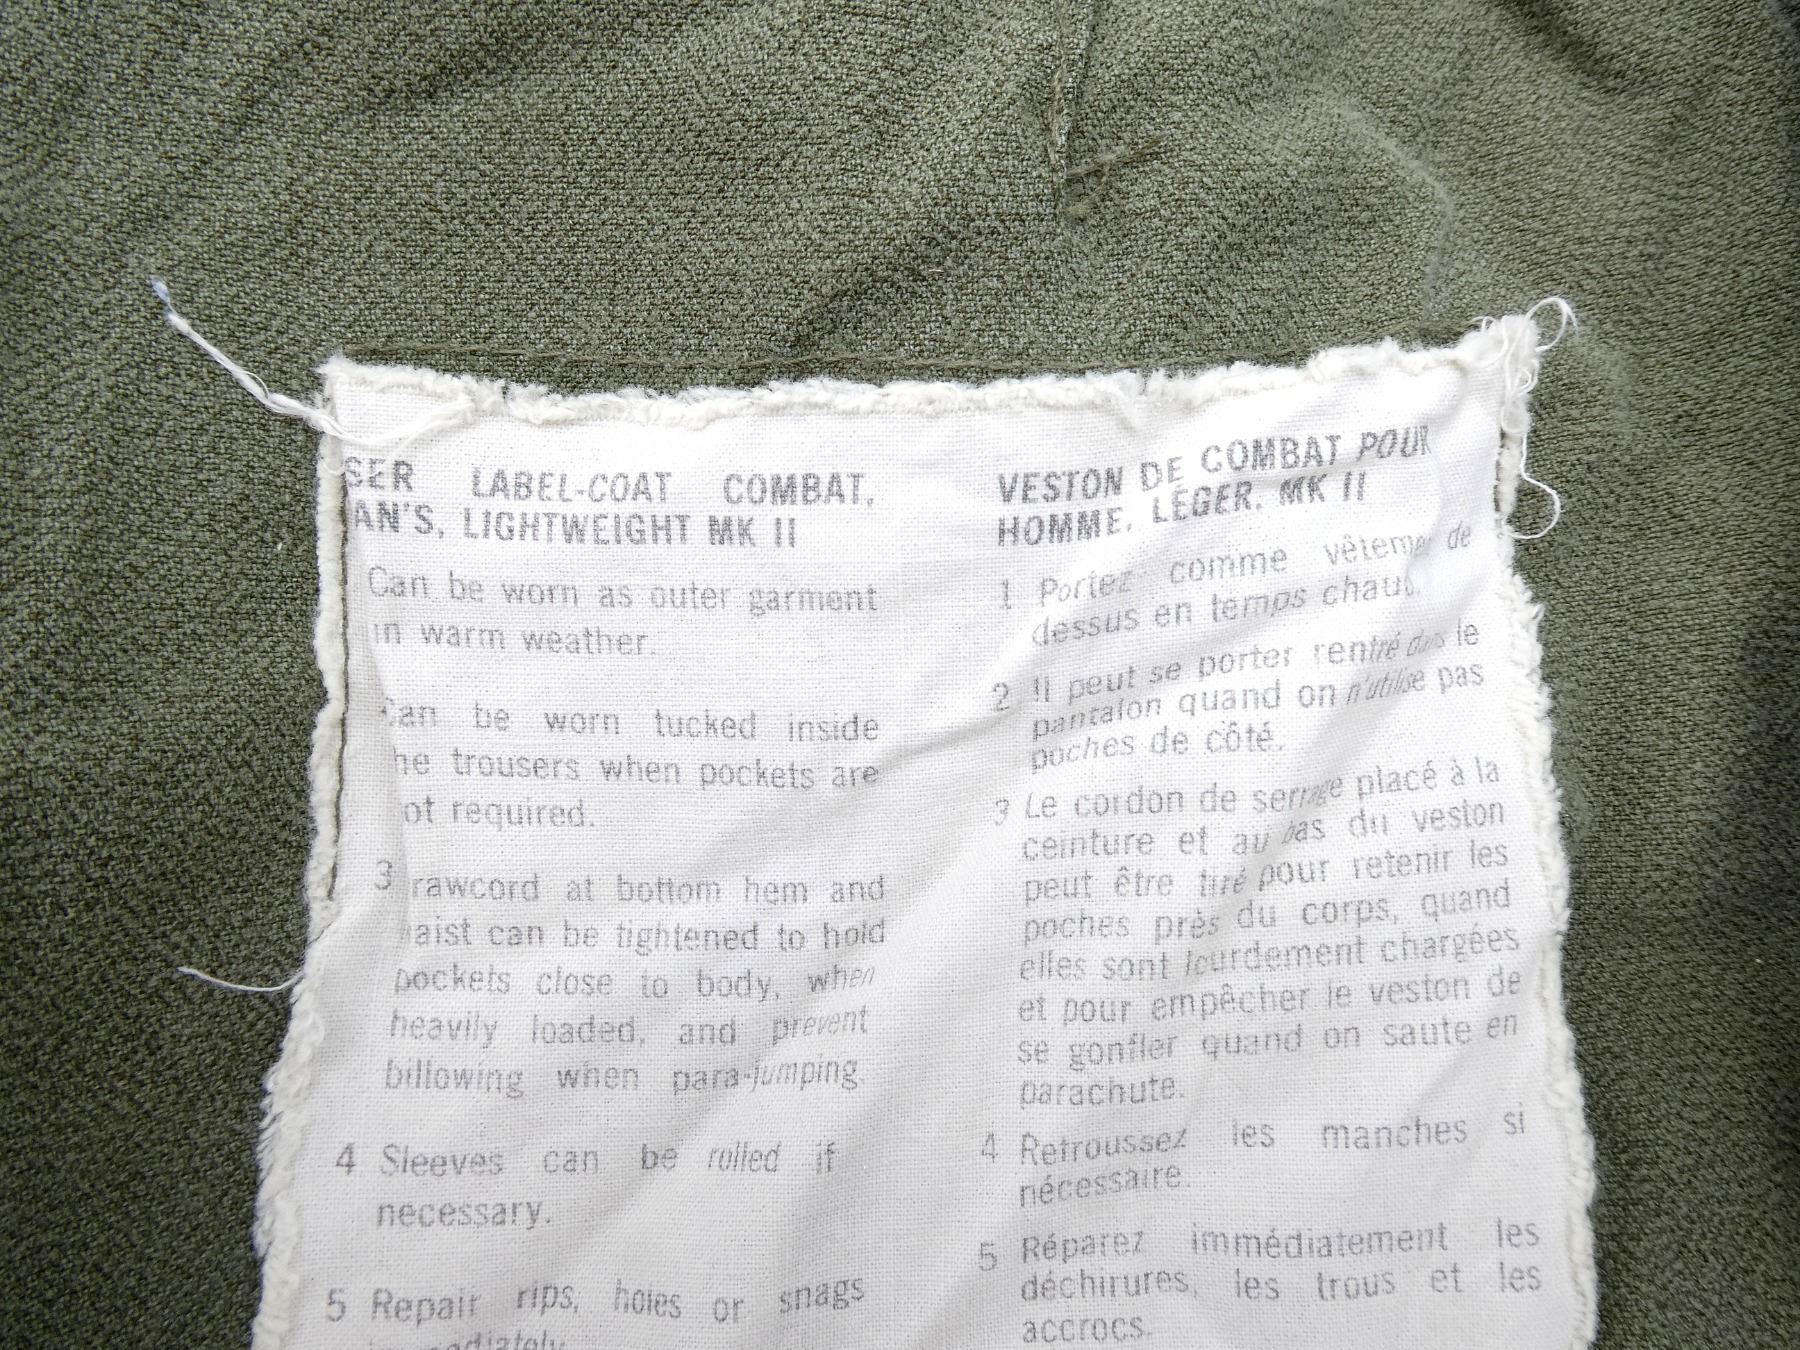 SER LABEL-COAT COMBAT,
AN'S, LIGHTWEIGHT MK II
Can be worn as outer garment
in warm weather.
Can be worn tucked inside
he trousers when pockets are
ot required.
3 rawcord at bottom hem and
aist can be tightened to hold
pockets close to body, when
heavily loaded, and prevent
billowing when para-jumping.
4 Sleeves can be rolled if
necessary.
5 Repair rips, holes or snags
immediately.
VESTON DE COMBAT POUR
HOMME, LÉGER, MK II
1 Portez comme de
dessus en temps chaud.
2 Il peut se porter rentré dans le
pantalon quand on n'utilise pas
poches de côté.
3 Le cordon de serrage placé à la
ceinture et au bas du veston
peut être tiré pour retenir les
poches près du corps, quand
elles sont lourdement chargées
et pour empêcher le veston de
se gonfler quand on saute en
parachute.
4 Retroussez les manches si
nécessaire.
5 Réparez immédiatement les
déchirures, les trous et les
accrocs.